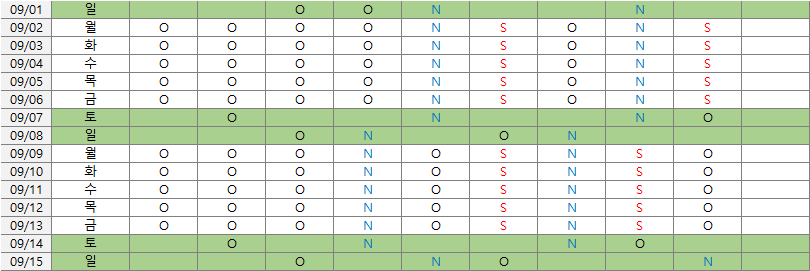 09/01 일 O O N N
09/02 월 O O O O N S O N S
09/03 화 O O O O N S O N S
09/04 수 O O O O N S O N S
09/05 목 O O O O N S O N S
09/06 금 O O O O N S O N S
09/07 토 O N N O
09/08 일 O N O N
09/09 월 O O O N O S N S O
09/10 화 O O O N O S N S O
09/11 수 O O O N O S N S O
09/12 목 O O O N O S N S O
09/13 금 O O O N O S N S O
09/14 토 O N N O
09/15 일 O N O N